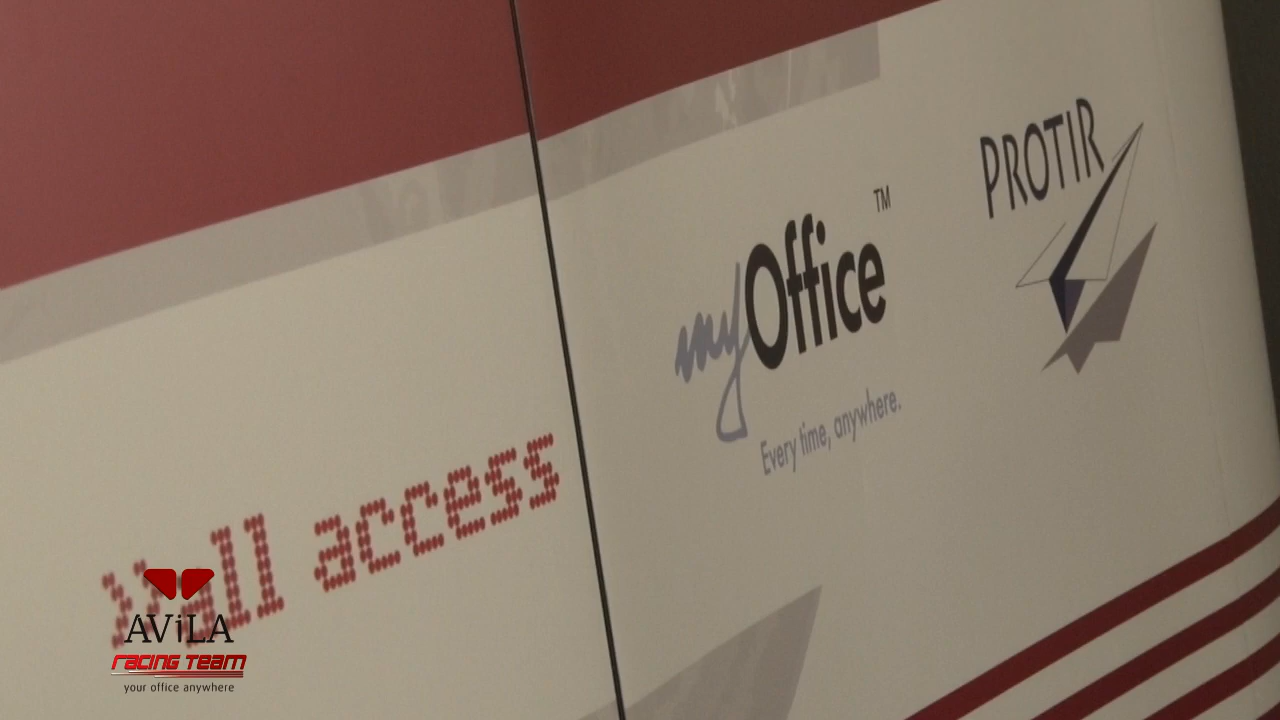 PROTIR
myOffice™
Every time, anywhere.
all access
AViLA
RACING TEAM
your office anywhere